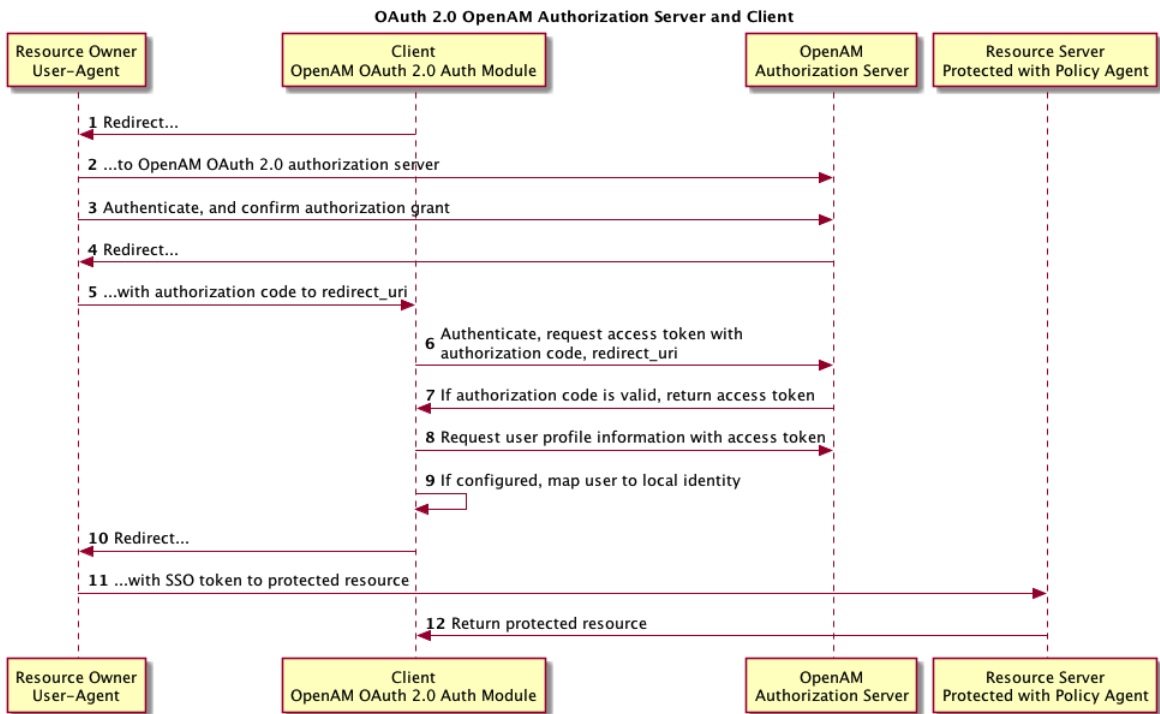 OAuth 2.0 OpenAM Authorization Server and Client
Resource Owner
User-Agent
Client
OpenAM OAuth 2.0 Auth Module
OpenAM
Authorization Server
Resource Server
Protected with Policy Agent
1 Redirect...
2 ...to OpenAM OAuth 2.0 authorization server
3 Authenticate, and confirm authorization grant
4 Redirect...
5 ...with authorization code to redirect_uri
6 Authenticate, request access token with
authorization code, redirect_uri
7 If authorization code is valid, return access token
8 Request user profile information with access token
9 If configured, map user to local identity
10 Redirect...
11 ...with SSO token to protected resource
12 Return protected resource
Resource Owner
User-Agent
Client
OpenAM OAuth 2.0 Auth Module
OpenAM
Authorization Server
Resource Server
Protected with Policy Agent